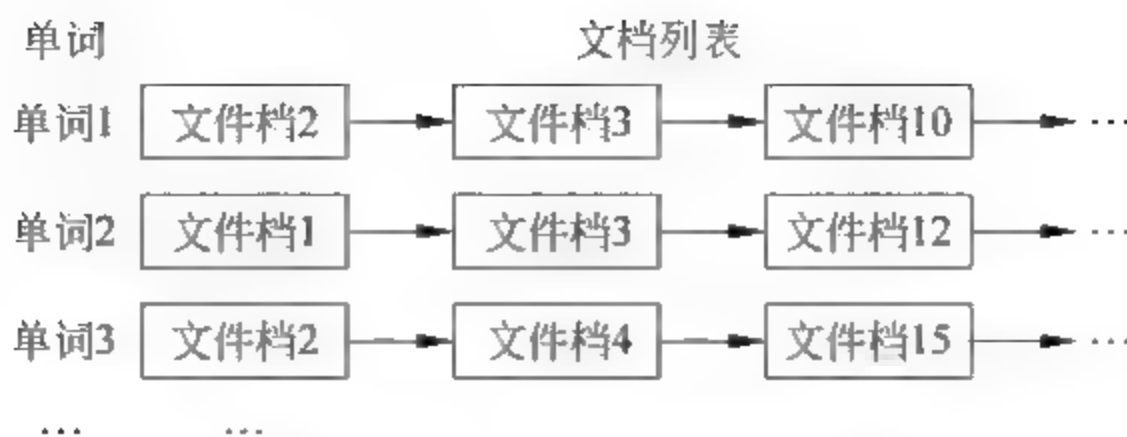 单词 文档列表
单词1 文件档2 文件档3 文件档10 …
单词2 文件档1 文件档3 文件档12 …
单词3 文件档2 文件档4 文件档15 …
… …